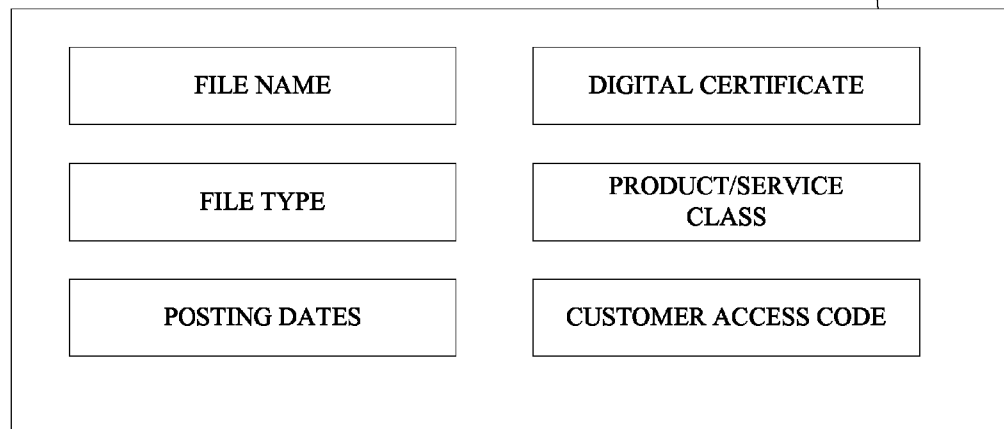 FILE NAME
DIGITAL CERTIFICATE
FILE TYPE
PRODUCT/SERVICE
CLASS
POSTING DATES
CUSTOMER ACCESS CODE